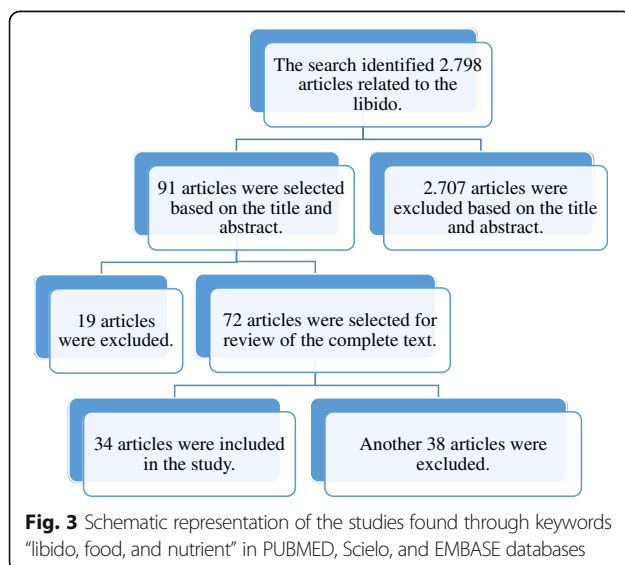 The search identified 2.798
articles related to the
libido.
91 articles were selected
based on the title and
abstract.
2.707 articles were
excluded based on the title
and abstract.
19 articles
were excluded.
72 articles were selected for
review of the complete text.
34 articles were included
in the study.
Another 38 articles were
excluded.
Fig. 3 Schematic representation of the studies found through keywords
“libido, food, and nutrient” in PUBMED, Scielo, and EMBASE databases